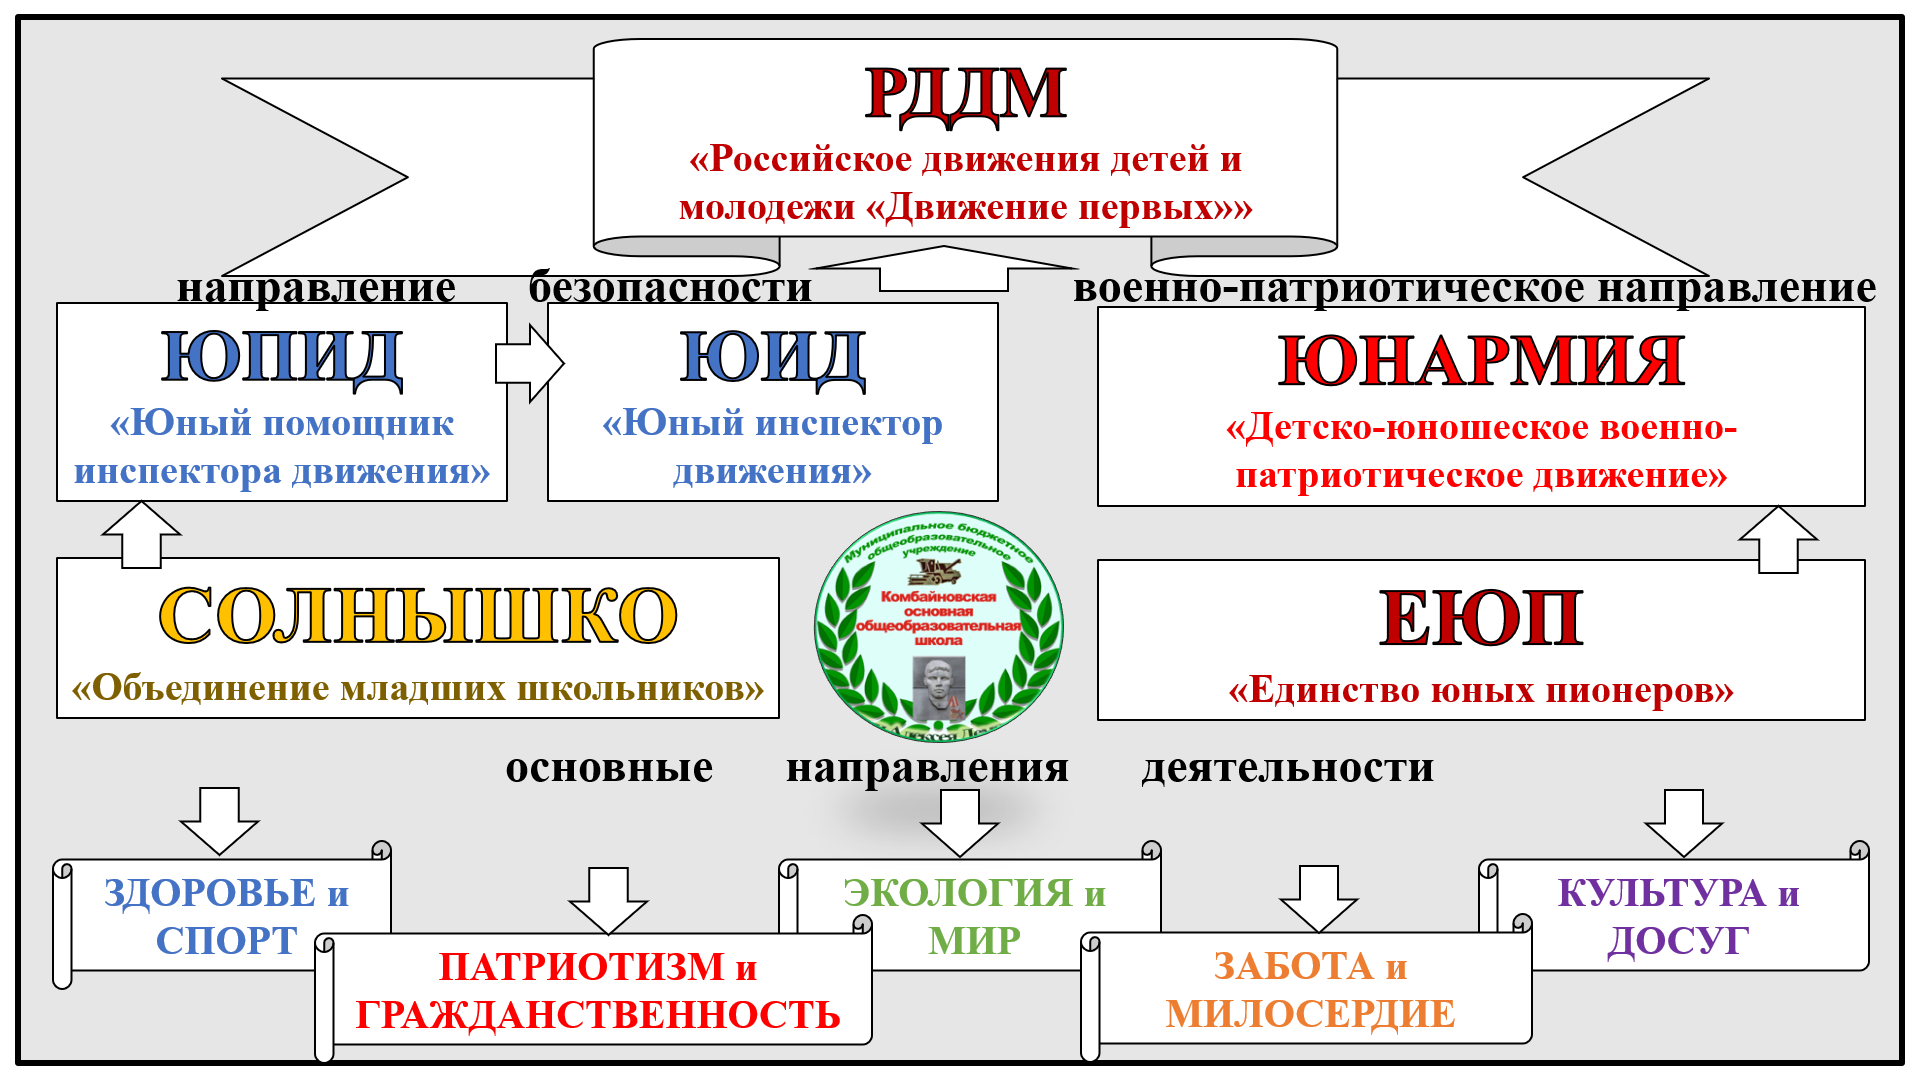 РДДМ
«Российское движения детей и
молодежи «Движение первых»»
направление безопасности
военно-патриотическое направление
ЮПИД
«Юный помощник
инспектора движения»
ЮИД
«Юный инспектор
движения»
ЮНАРМИЯ
«Детско-юношеское военно-
патриотическое движение»
СОЛНЫШКО
«Объединение младших школьников»
Муниципальное бюджетное
общеобразовательное
учреждение
Комбайновская
основная
общеобразовательная
школа
Алексея
ЕЮП
«Единство юных пионеров»
основные направления деятельности
ЗДОРОВЬЕ и
СПОРТ
ПАТРИОТИЗМ и
ГРАЖДАНСТВЕННОСТЬ
ЭКОЛОГИЯ и
МИР
ЗАБОТА и
МИЛОСЕРДИЕ
КУЛЬТУРА и
ДОСУГ